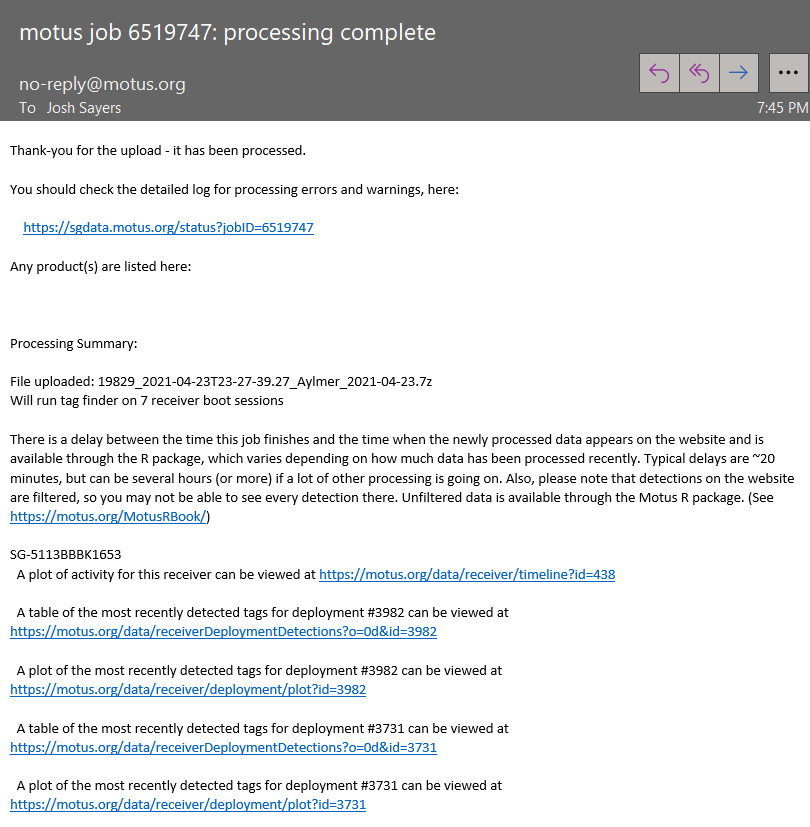 motus job 6519747: processing complete
no-reply@motus.org
To Josh Sayers
7:45 PM
Thank-you for the upload - it has been processed.
You should check the detailed log for processing errors and warnings, here:
https://sgdata.motus.org/status?jobID=6519747
Any product(s) are listed here:
Processing Summary:
File uploaded: 19829_2021-04-23T23-27-39.27_Aylmer_2021-04-23.7z
Will run tag finder on 7 receiver boot sessions
There is a delay between the time this job finishes and the time when the newly processed data appears on the website and is
available through the R package, which varies depending on how much data has been processed recently. Typical delays are ~20
minutes, but can be several hours (or more) if a lot of other processing is going on. Also, please note that detections on the website
are filtered, so you may not be able to see every detection there. Unfiltered data is available through the Motus R package. (See
https://motus.org/MotusRBook/)
SG-5113BBBK1653
A plot of activity for this receiver can be viewed at https://motus.org/data/receiver/timeline?id=438
A table of the most recently detected tags for deployment #3982 can be viewed at
https://motus.org/data/receiverDeploymentDetections?o=0d&id=3982
A plot of the most recently detected tags for deployment #3982 can be viewed at
https://motus.org/data/receiver/deployment/plot?id=3982
A table of the most recently detected tags for deployment #3731 can be viewed at
https://motus.org/data/receiverDeploymentDetections?o=0d&id=3731
A plot of the most recently detected tags for deployment #3731 can be viewed at
https://motus.org/data/receiver/deployment/plot?id=3731